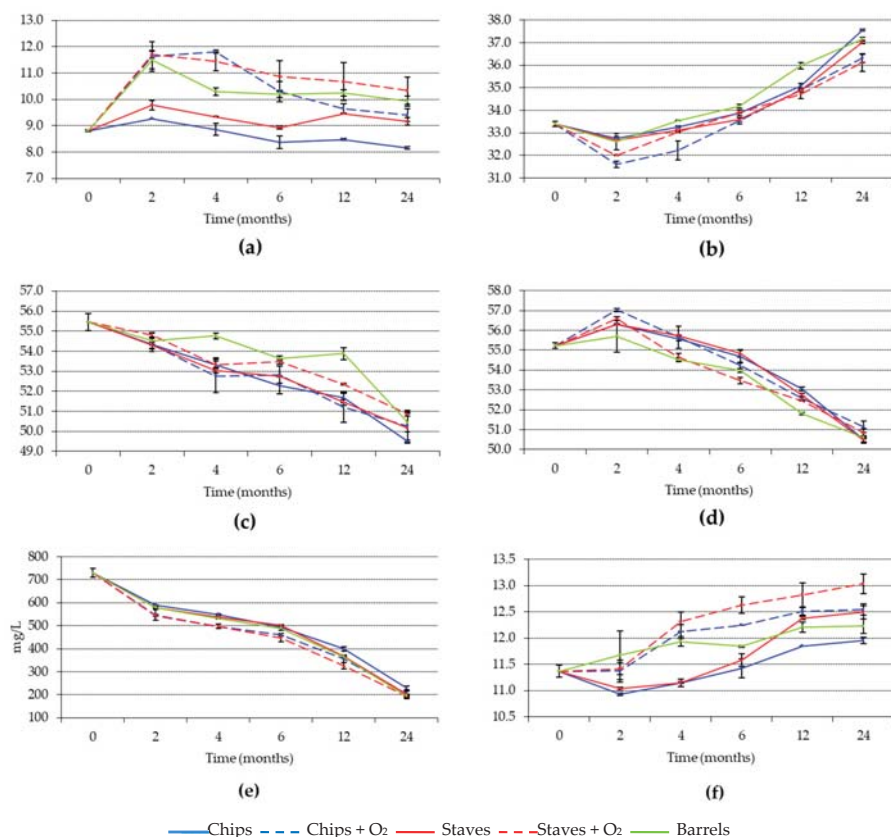 12.0
11.0
10.0
9.0
8.0
7.0
0 2 4 6 12 24
Time (months)
(a)
38.0
37.0
36.0
35.0
34.0
33.0
32.0
31.0
0 2 4 6 12 24
Time (months)
(b)
57.0
56.0
55.0
54.0
53.0
52.0
51.0
50.0
49.0
0 2 4 6 12 24
Time (months)
(c)
58.0
57.0
56.0
55.0
54.0
53.0
52.0
51.0
50.0
0 2 4 6 12 24
Time (months)
(d)
mg/L
800
700
600
500
400
300
200
100
0 2 4 6 12 24
Time (months)
(e)
13.5
13.0
12.5
12.0
11.5
11.0
10.5
0 2 4 6 12 24
Time (months)
(f)
Chips Chips + O₂ Staves Staves + O₂ Barrels